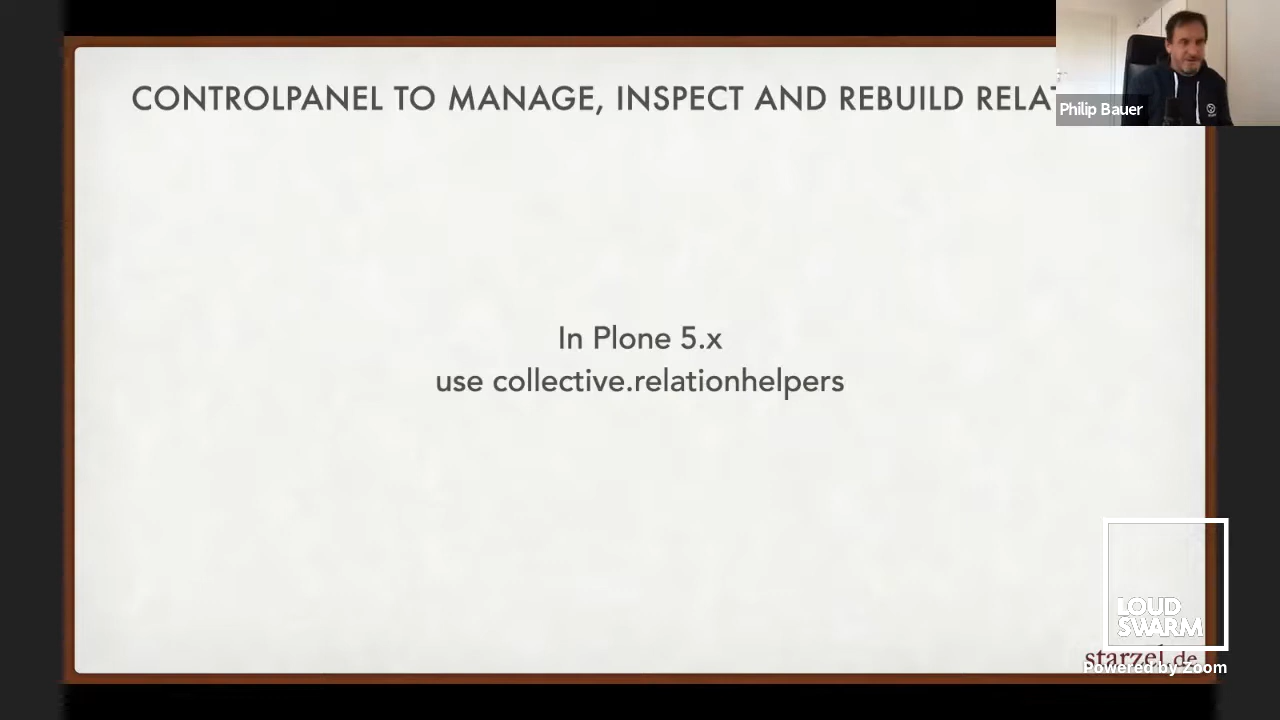 CONTROLPANEL TO MANAGE, INSPECT AND REBUILD RELAT
Philip Bauer
In Plone 5.x
use collective.relationhelpers
LOUD
SWARM
starzel.de
Powered by Zoom